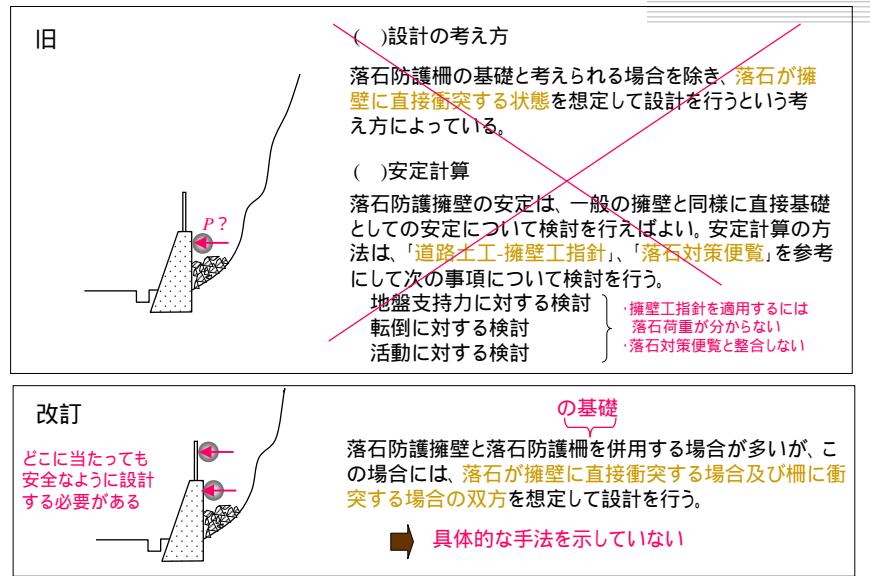 旧
(　)設計の考え方
落石防護柵の基礎と考えられる場合を除き、落石が擁
壁に直接衝突する状態を想定して設計を行うという考
え方によっている。
(　)安定計算
落石防護擁壁の安定は、一般の擁壁と同様に直接基礎
としての安定について検討を行えばよい。安定計算の方
法は、「道路土工-擁壁工指針」、「落石対策便覧」を参考
にして次の事項について検討を行う。
地盤支持力に対する検討
転倒に対する検討
活動に対する検討
・擁壁工指針を適用するには
落石荷重が分からない
・落石対策便覧と整合しない
P？
改訂
どこに当たっても
安全なように設計
する必要がある
の基礎
落石防護擁壁と落石防護柵を併用する場合が多いが、こ
の場合には、落石が擁壁に直接衝突する場合及び柵に衝
突する場合の双方を想定して設計を行う。
具体的な手法を示していない